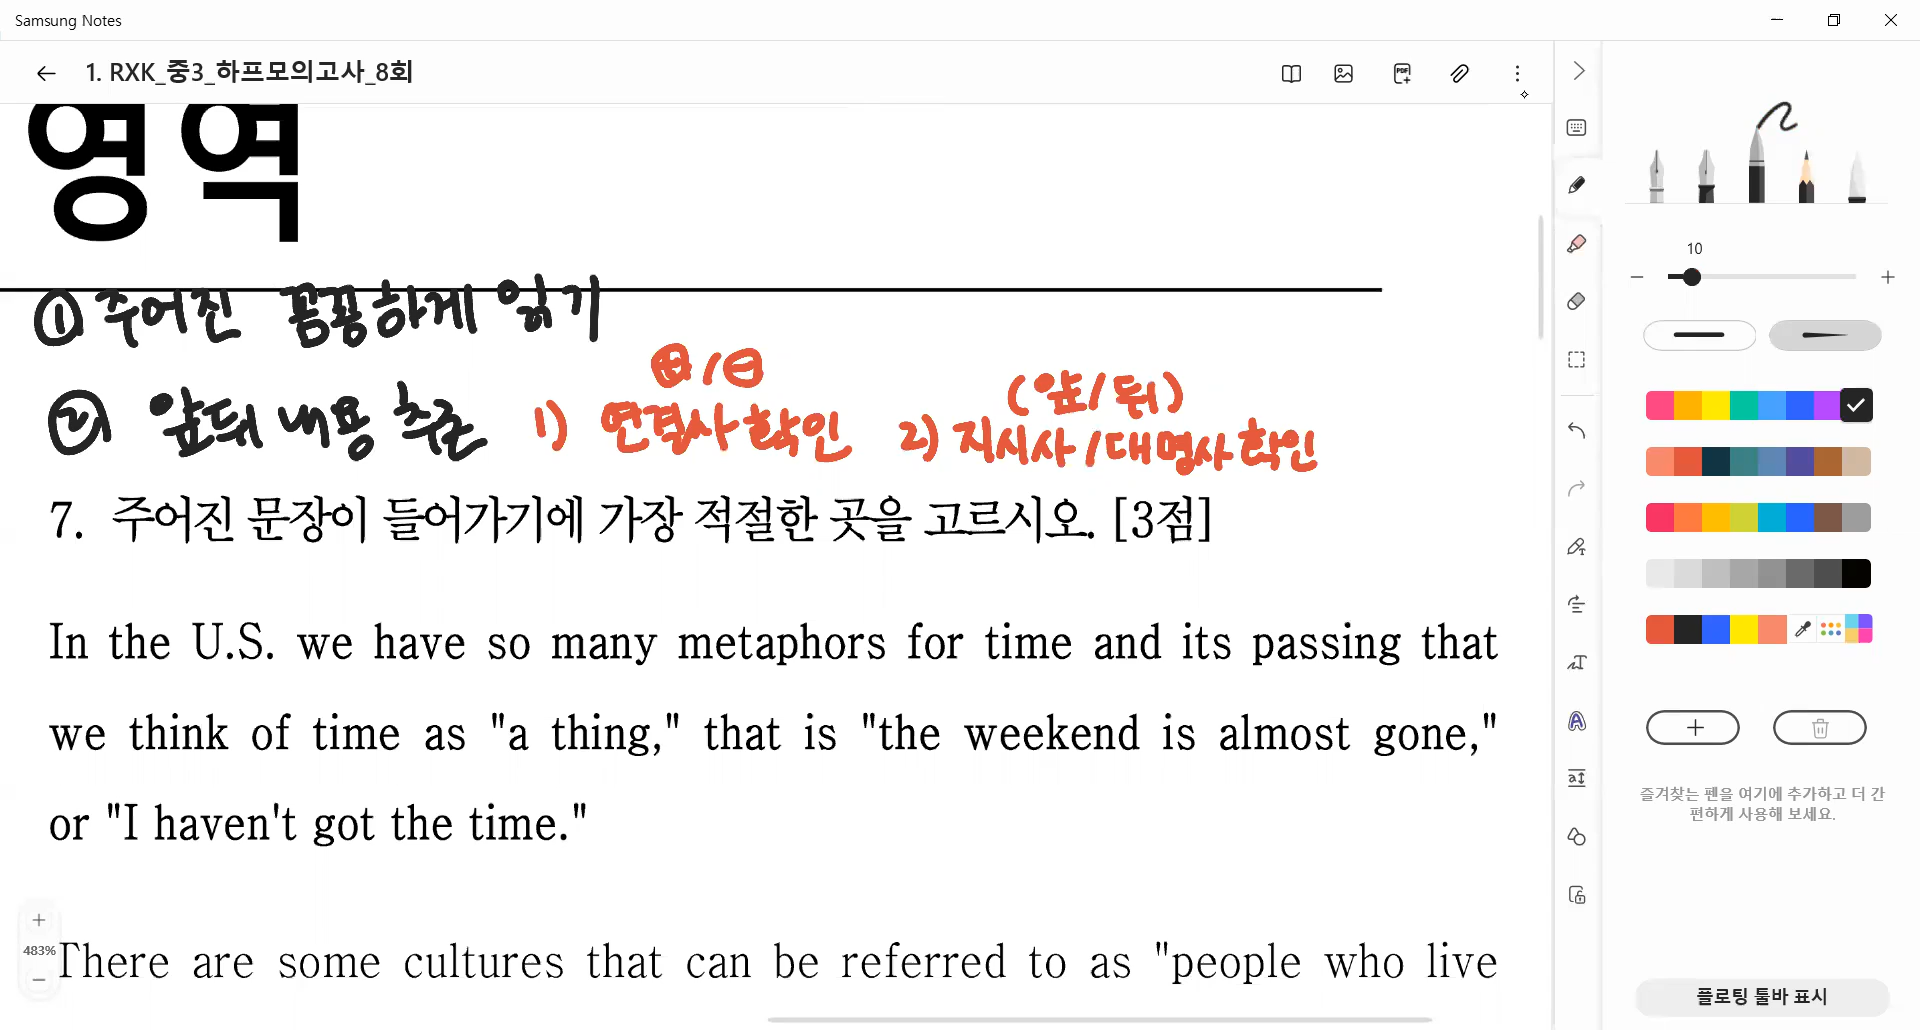 Samsung Notes
1. RXK_중3_하프모의고사_8회
PDF
영역
① 주어진 꼼꼼하게 읽기
⊕/⊖ (앞/뒤)
② 앞뒤 내용 추론 1) 연결사 확인 2) 지시사/대명사 확인
7. 주어진 문장이 들어가기에 가장 적절한 곳을 고르시오. [3점]
In the U.S. we have so many metaphors for time and its passing that
we think of time as "a thing," that is "the weekend is almost gone,"
or "I haven't got the time."
There are some cultures that can be referred to as "people who live
483%
10
즐겨찾는 펜을 여기에 추가하고 더 간
편하게 사용해 보세요.
플로팅 툴바 표시